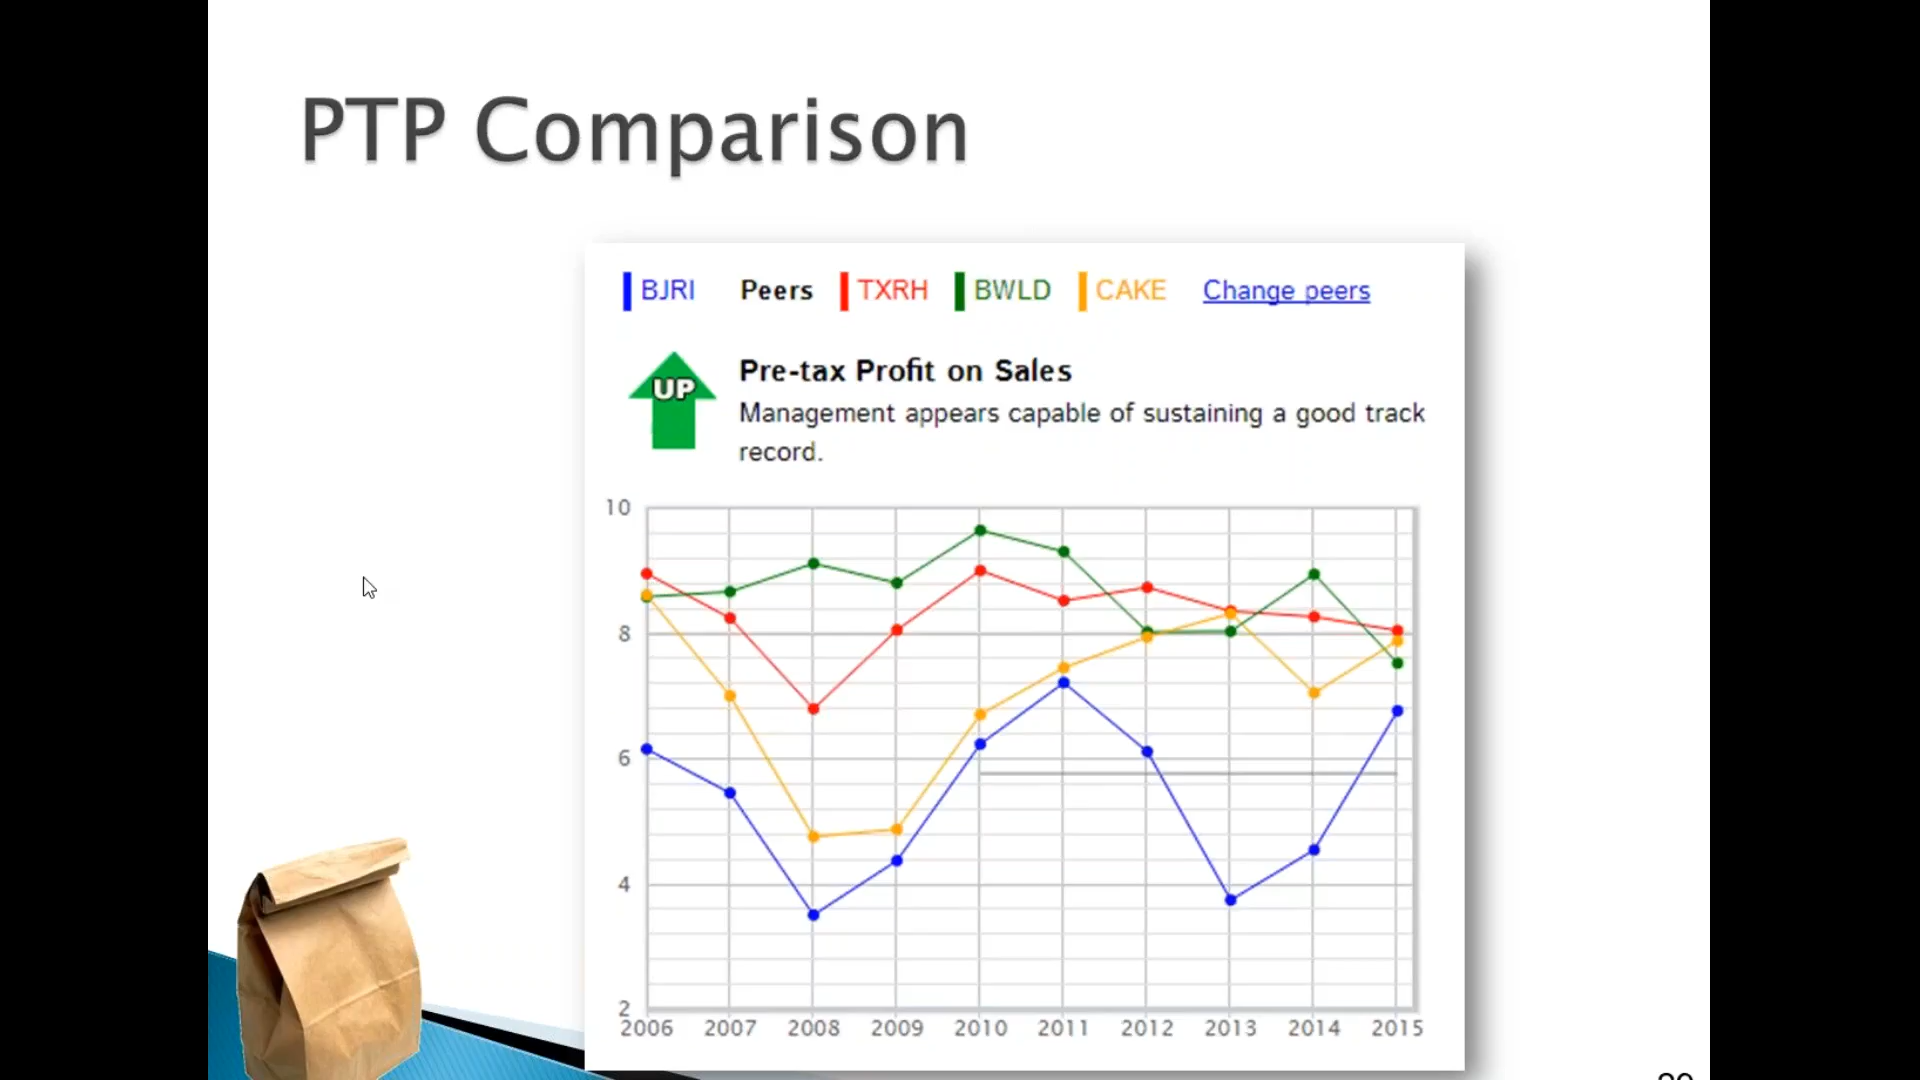 PTP Comparison
BJRI Peers TXRH BWLD CAKE Change peers
UP
Pre-tax Profit on Sales
Management appears capable of sustaining a good track
record.
10
8
6
4
2
2006 2007 2008 2009 2010 2011 2012 2013 2014 2015